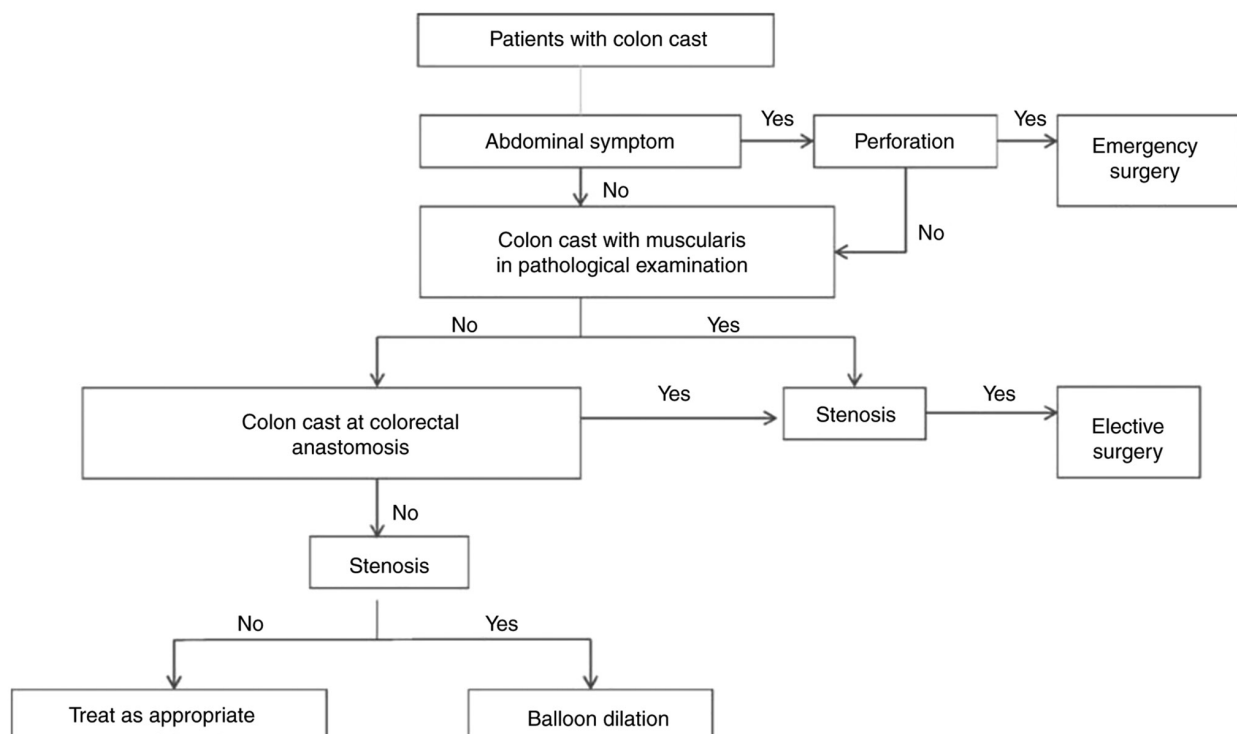 Patients with colon cast
Abdominal symptom
Yes
Perforation
Yes
Emergency
surgery
No
No
Colon cast with muscularis
in pathological examination
No
Yes
Colon cast at colorectal
anastomosis
Yes
Stenosis
Yes
Elective
surgery
No
Stenosis
No
Yes
Treat as appropriate
Balloon dilation